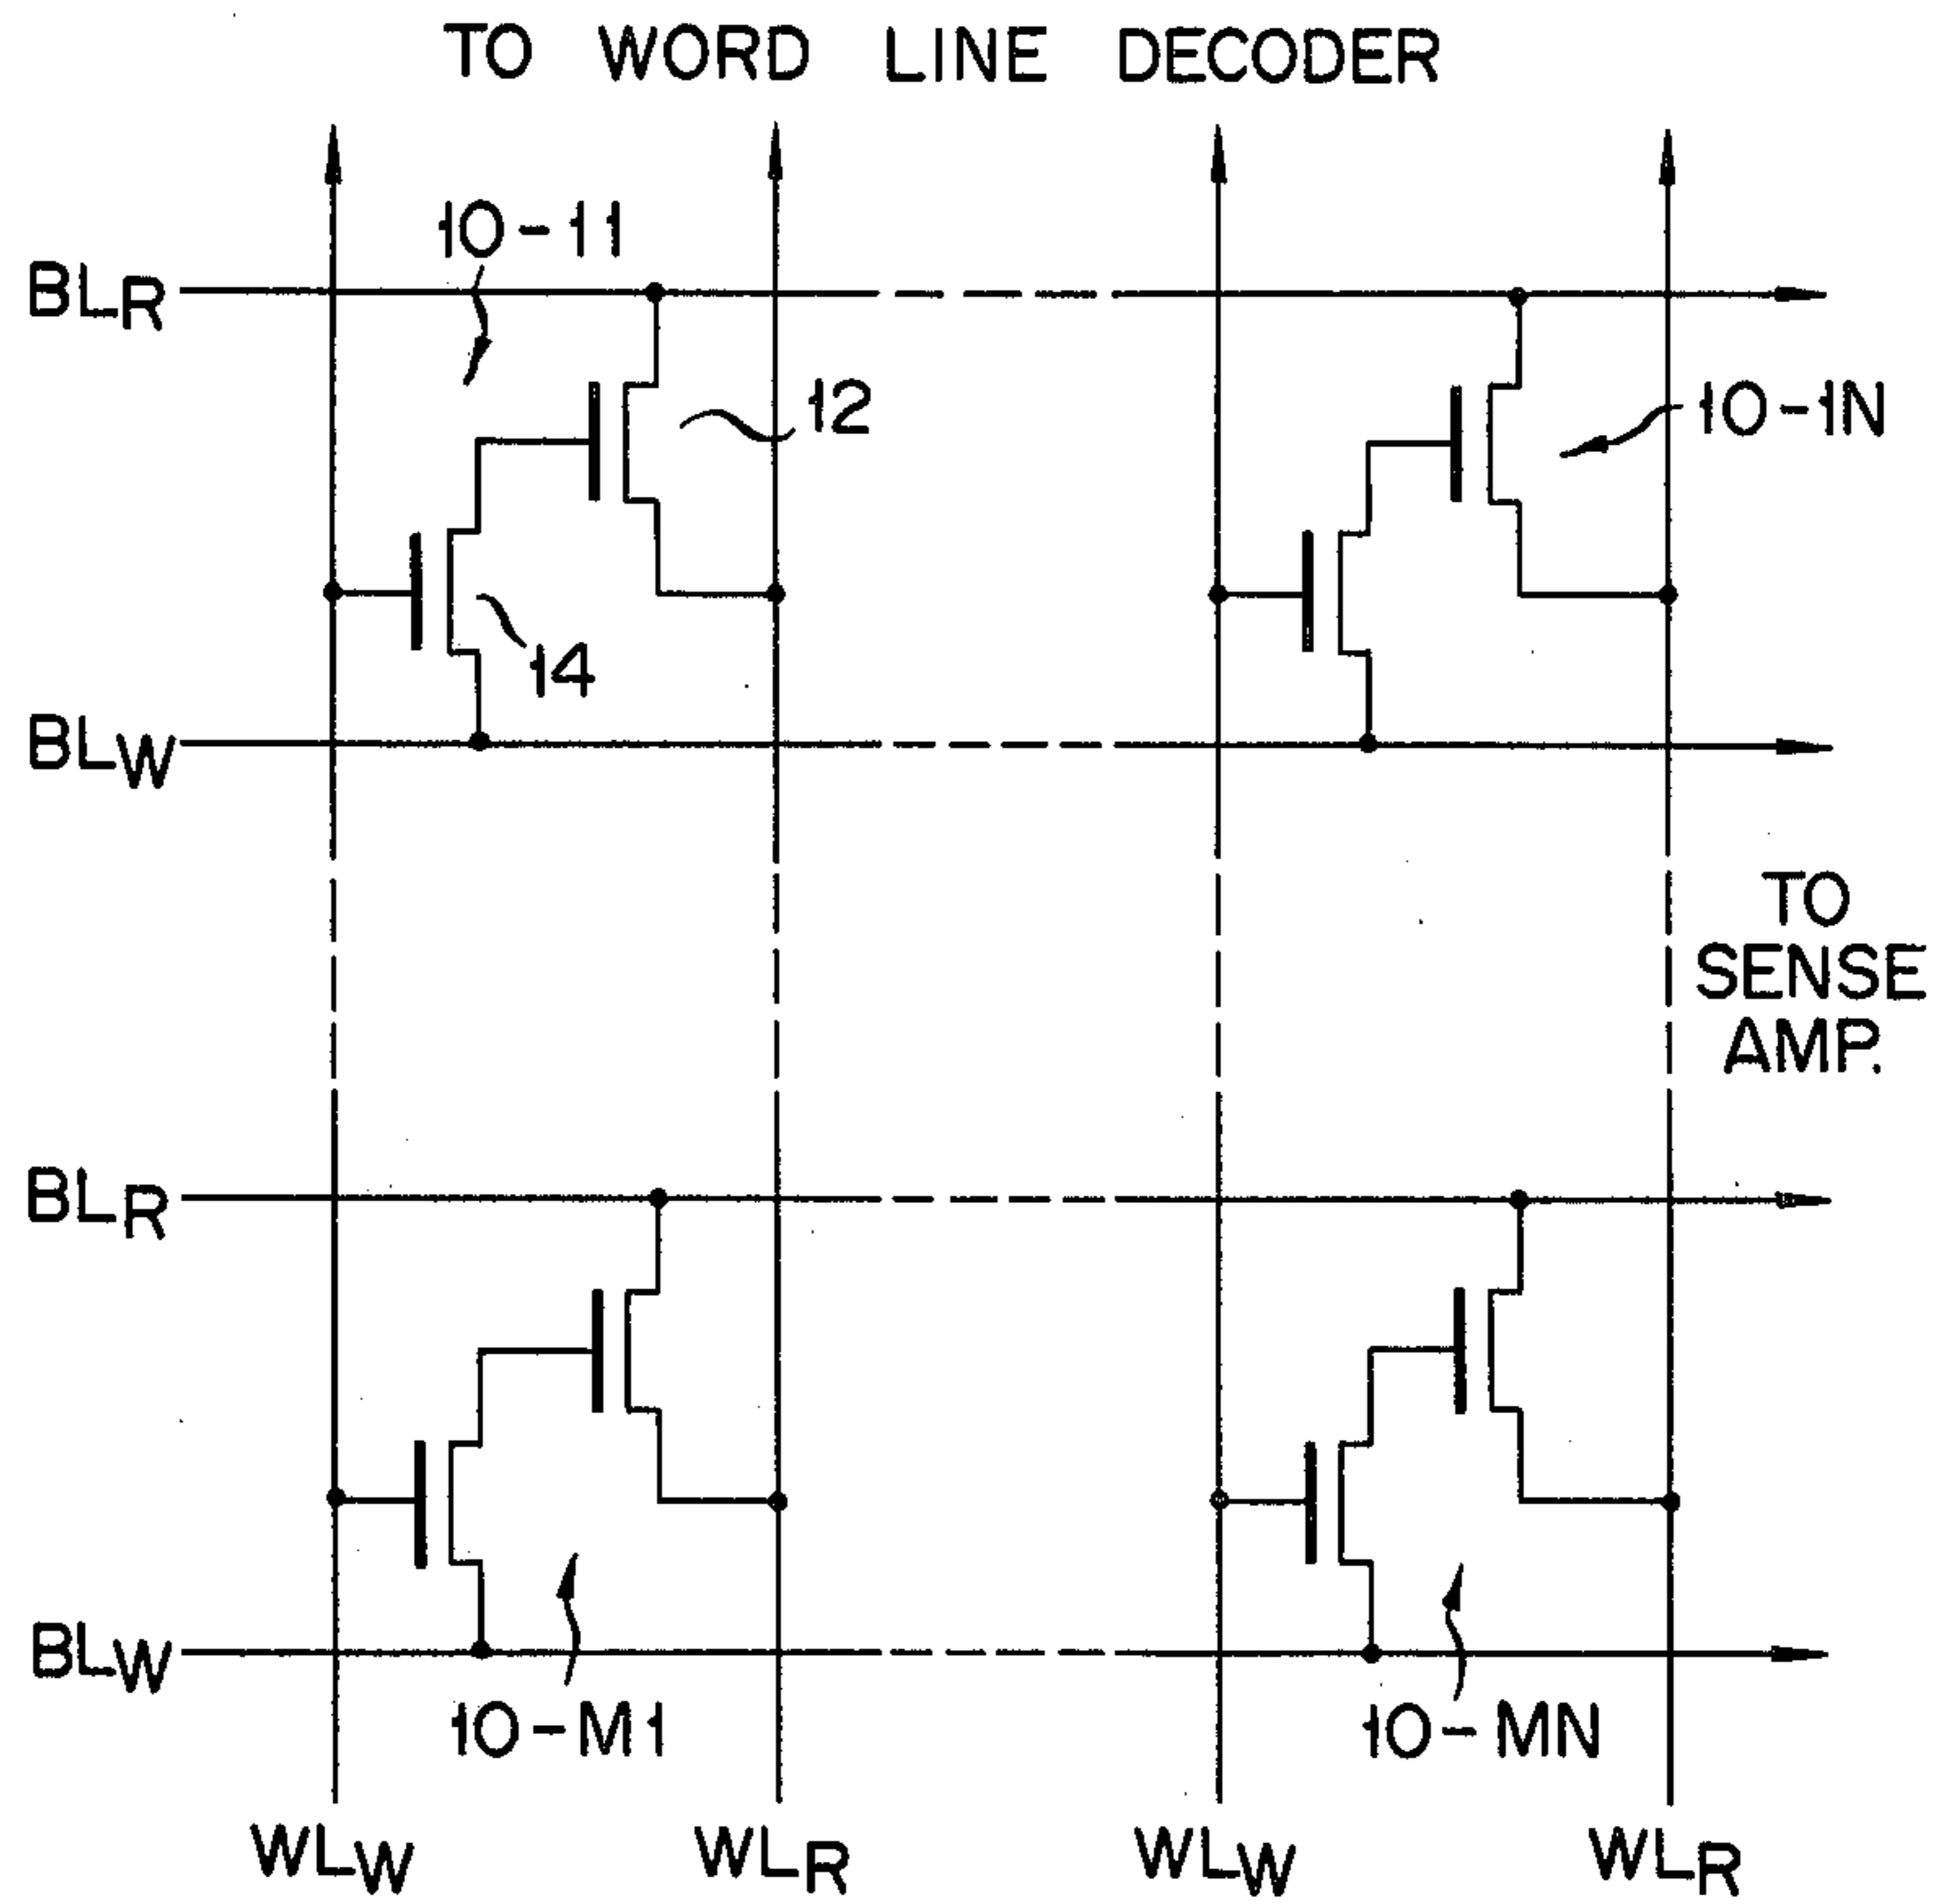 TO WORD LINE DECODER
10-11
BLR
12
10-1N
14
BLW
TO
SENSE
AMP.
BLR
BLW
10-M1
10-MN
WLW
WLR
WLW
WLR